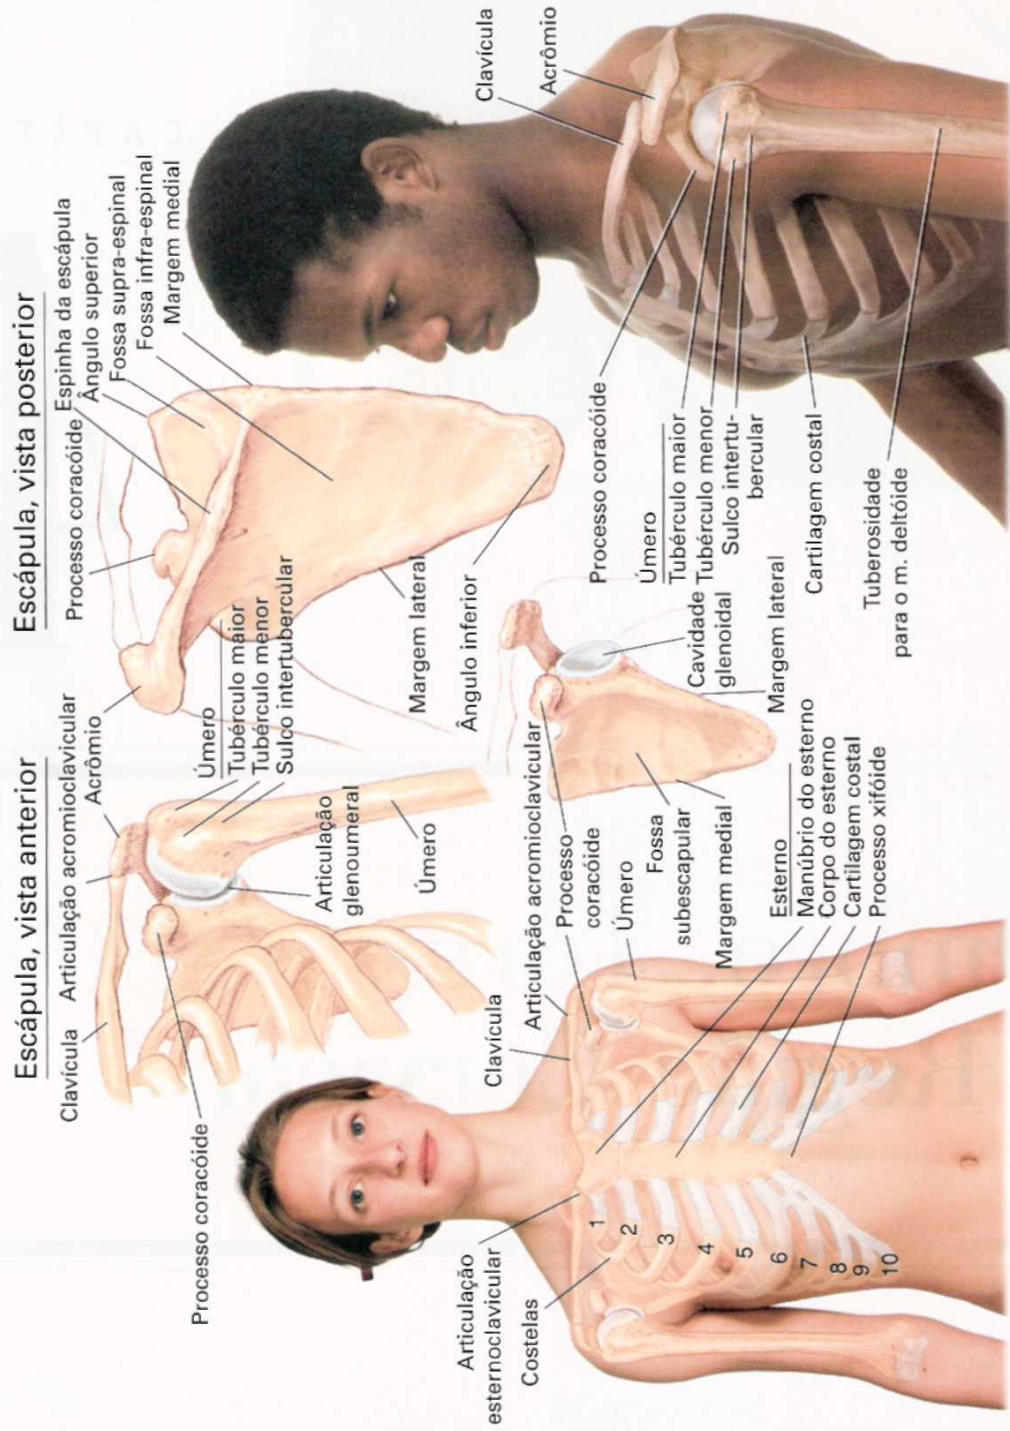 Escápula, vista anterior
Clavícula
Articulação acromioclavicular
Acrômio
Processo coracóide
Úmero
Tubérculo maior
Tubérculo menor
Sulco intertubercular
Articulação
glenoumeral
Úmero
Escápula, vista posterior
Processo coracóide
Espinha da escápula
Ângulo superior
Fossa supra-espinal
Fossa infra-espinal
Margem medial
Margem lateral
Ângulo inferior
Articulação
esternoclavicular
Costelas
Clavícula
Articulação acromioclavicular
Processo
coracóide
Úmero
Fossa
subescapular
Margem medial
Cavidade
glenoidal
Margem lateral
Esterno
Manúbrio do esterno
Corpo do esterno
Cartilagem costal
Processo xifóide
1
2
3
4
5
6
7
8
9
10
Clavícula
Acrômio
Processo coracóide
Úmero
Tubérculo maior
Tubérculo menor
Sulco intertu-
bercular
Cartilagem costal
Tuberosidade
para o m. deltóide